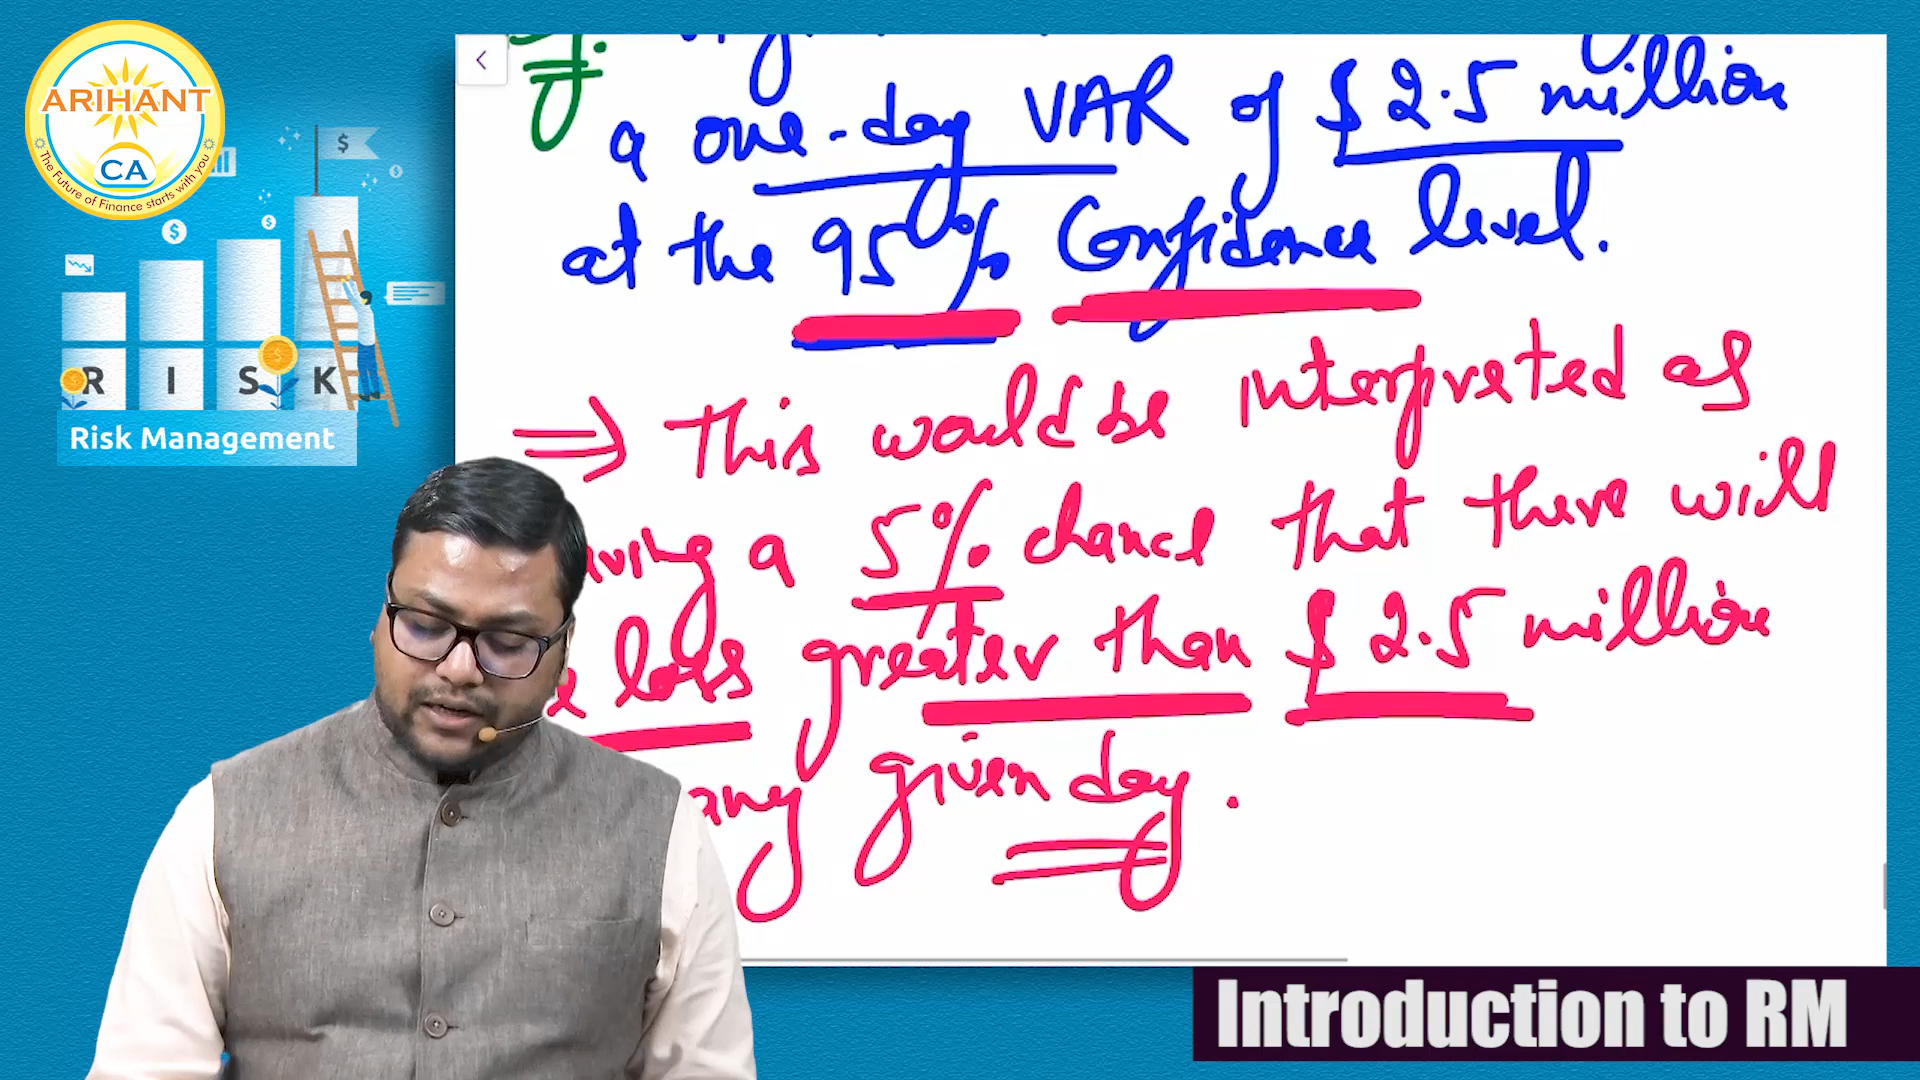 ARIHANT
CA
The Future of Finance starts with you
R I S K
Risk Management
a one-day VAR of $ 2.5 million
at the 95% Confidence level.
⇒ This would be interpreted as
a 5% chance that there will
loss greater than $ 2.5 million
any given day.
Introduction to RM